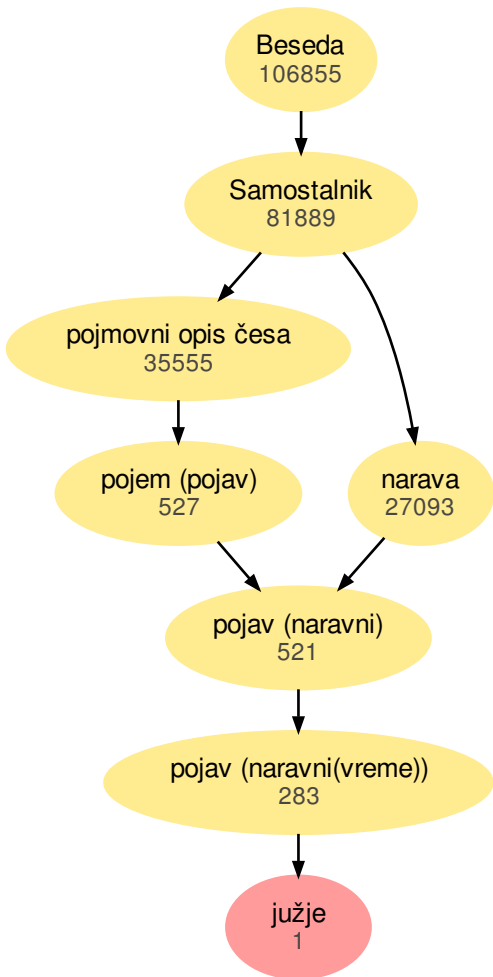 Beseda
106855
Samostalnik
81889
pojmovni opis česa
35555
pojem (pojav)
527
narava
27093
pojav (naravni)
521
pojav (naravni(vreme))
283
južje
1